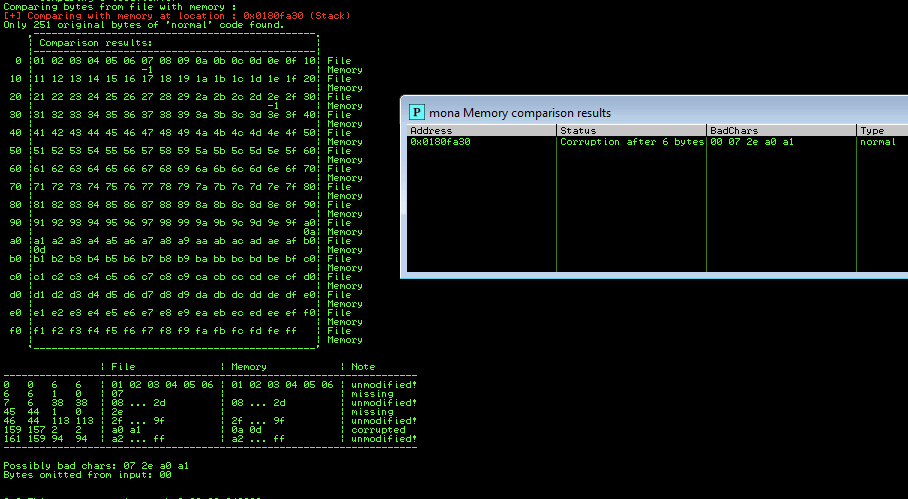 Comparing bytes from file with memory :
[+] Comparing with memory at location : 0x0180fa30 (Stack)
Only 251 original bytes of 'normal' code found.
Comparison results:
0 |01 02 03 04 05 06 07 08 09 0a 0b 0c 0d 0e 0f 10| File
-1 | Memory
10 |11 12 13 14 15 16 17 18 19 1a 1b 1c 1d 1e 1f 20| File
| Memory
20 |21 22 23 24 25 26 27 28 29 2a 2b 2c 2d 2e 2f 30| File
-1 | Memory
30 |31 32 33 34 35 36 37 38 39 3a 3b 3c 3d 3e 3f 40| File
| Memory
40 |41 42 43 44 45 46 47 48 49 4a 4b 4c 4d 4e 4f 50| File
| Memory
50 |51 52 53 54 55 56 57 58 59 5a 5b 5c 5d 5e 5f 60| File
| Memory
60 |61 62 63 64 65 66 67 68 69 6a 6b 6c 6d 6e 6f 70| File
| Memory
70 |71 72 73 74 75 76 77 78 79 7a 7b 7c 7d 7e 7f 80| File
| Memory
80 |81 82 83 84 85 86 87 88 89 8a 8b 8c 8d 8e 8f 90| File
| Memory
90 |91 92 93 94 95 96 97 98 99 9a 9b 9c 9d 9e 9f a0| File
0a| Memory
a0 |a1 a2 a3 a4 a5 a6 a7 a8 a9 aa ab ac ad ae af b0| File
|0d | Memory
b0 |b1 b2 b3 b4 b5 b6 b7 b8 b9 ba bb bc bd be bf c0| File
| Memory
c0 |c1 c2 c3 c4 c5 c6 c7 c8 c9 ca cb cc cd ce cf d0| File
| Memory
d0 |d1 d2 d3 d4 d5 d6 d7 d8 d9 da db dc dd de df e0| File
| Memory
e0 |e1 e2 e3 e4 e5 e6 e7 e8 e9 ea eb ec ed ee ef f0| File
| Memory
f0 |f1 f2 f3 f4 f5 f6 f7 f8 f9 fa fb fc fd fe ff | File
| Memory
| File | Memory | Note
0 0 6 6 | 01 02 03 04 05 06 | 01 02 03 04 05 06 | unmodified!
6 6 1 0 | 07 | | missing
7 6 38 38 | 08 ... 2d | 08 ... 2d | unmodified!
45 44 1 0 | 2e | | missing
46 44 113 113 | 2f ... 9f | 2f ... 9f | unmodified!
159 157 2 2 | a0 a1 | 0a 0d | corrupted
161 159 94 94 | a2 ... ff | a2 ... ff | unmodified!
Possibly bad chars: 07 2e a0 a1
Bytes omitted from input: 00
P mona Memory comparison results
Address Status BadChars Type
0x0180fa30 Corruption after 6 bytes 00 07 2e a0 a1 normal